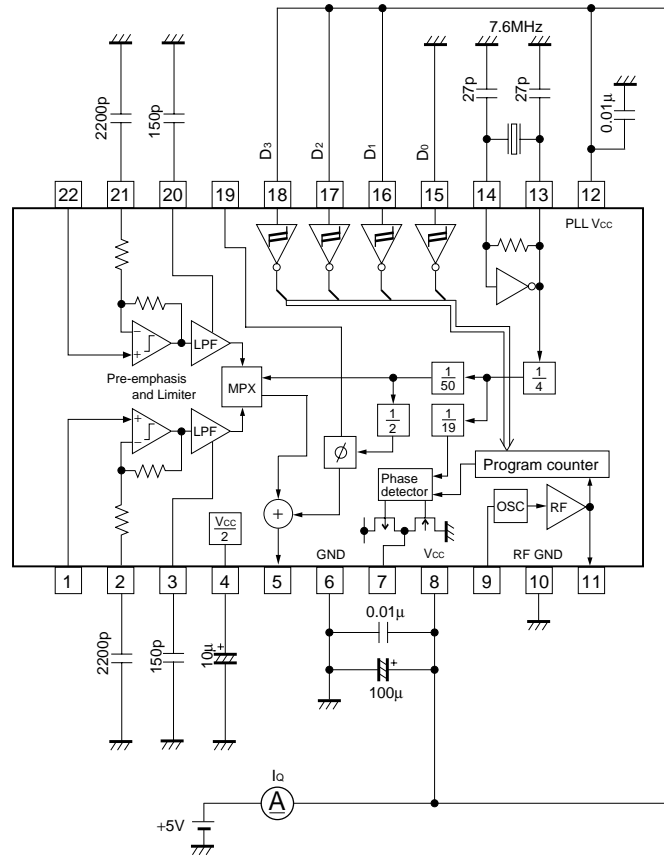 7.6MHz
2200p
150p
D3
D2
D1
D0
27p
27p
0.01μ
22
21
20
19
18
17
16
15
14
13
12
PLL VCC
LPF
Pre-emphasis
and Limiter
MPX
1
50
1
4
1
2
1
19
LPF
ϕ
Phase
detector
Program counter
VCC
2
+
OSC
RF
GND
VCC
RF GND
1
2
3
4
5
6
7
8
9
10
11
2200p
150p
10μ
+
0.01μ
+
100μ
IQ
A
+5V